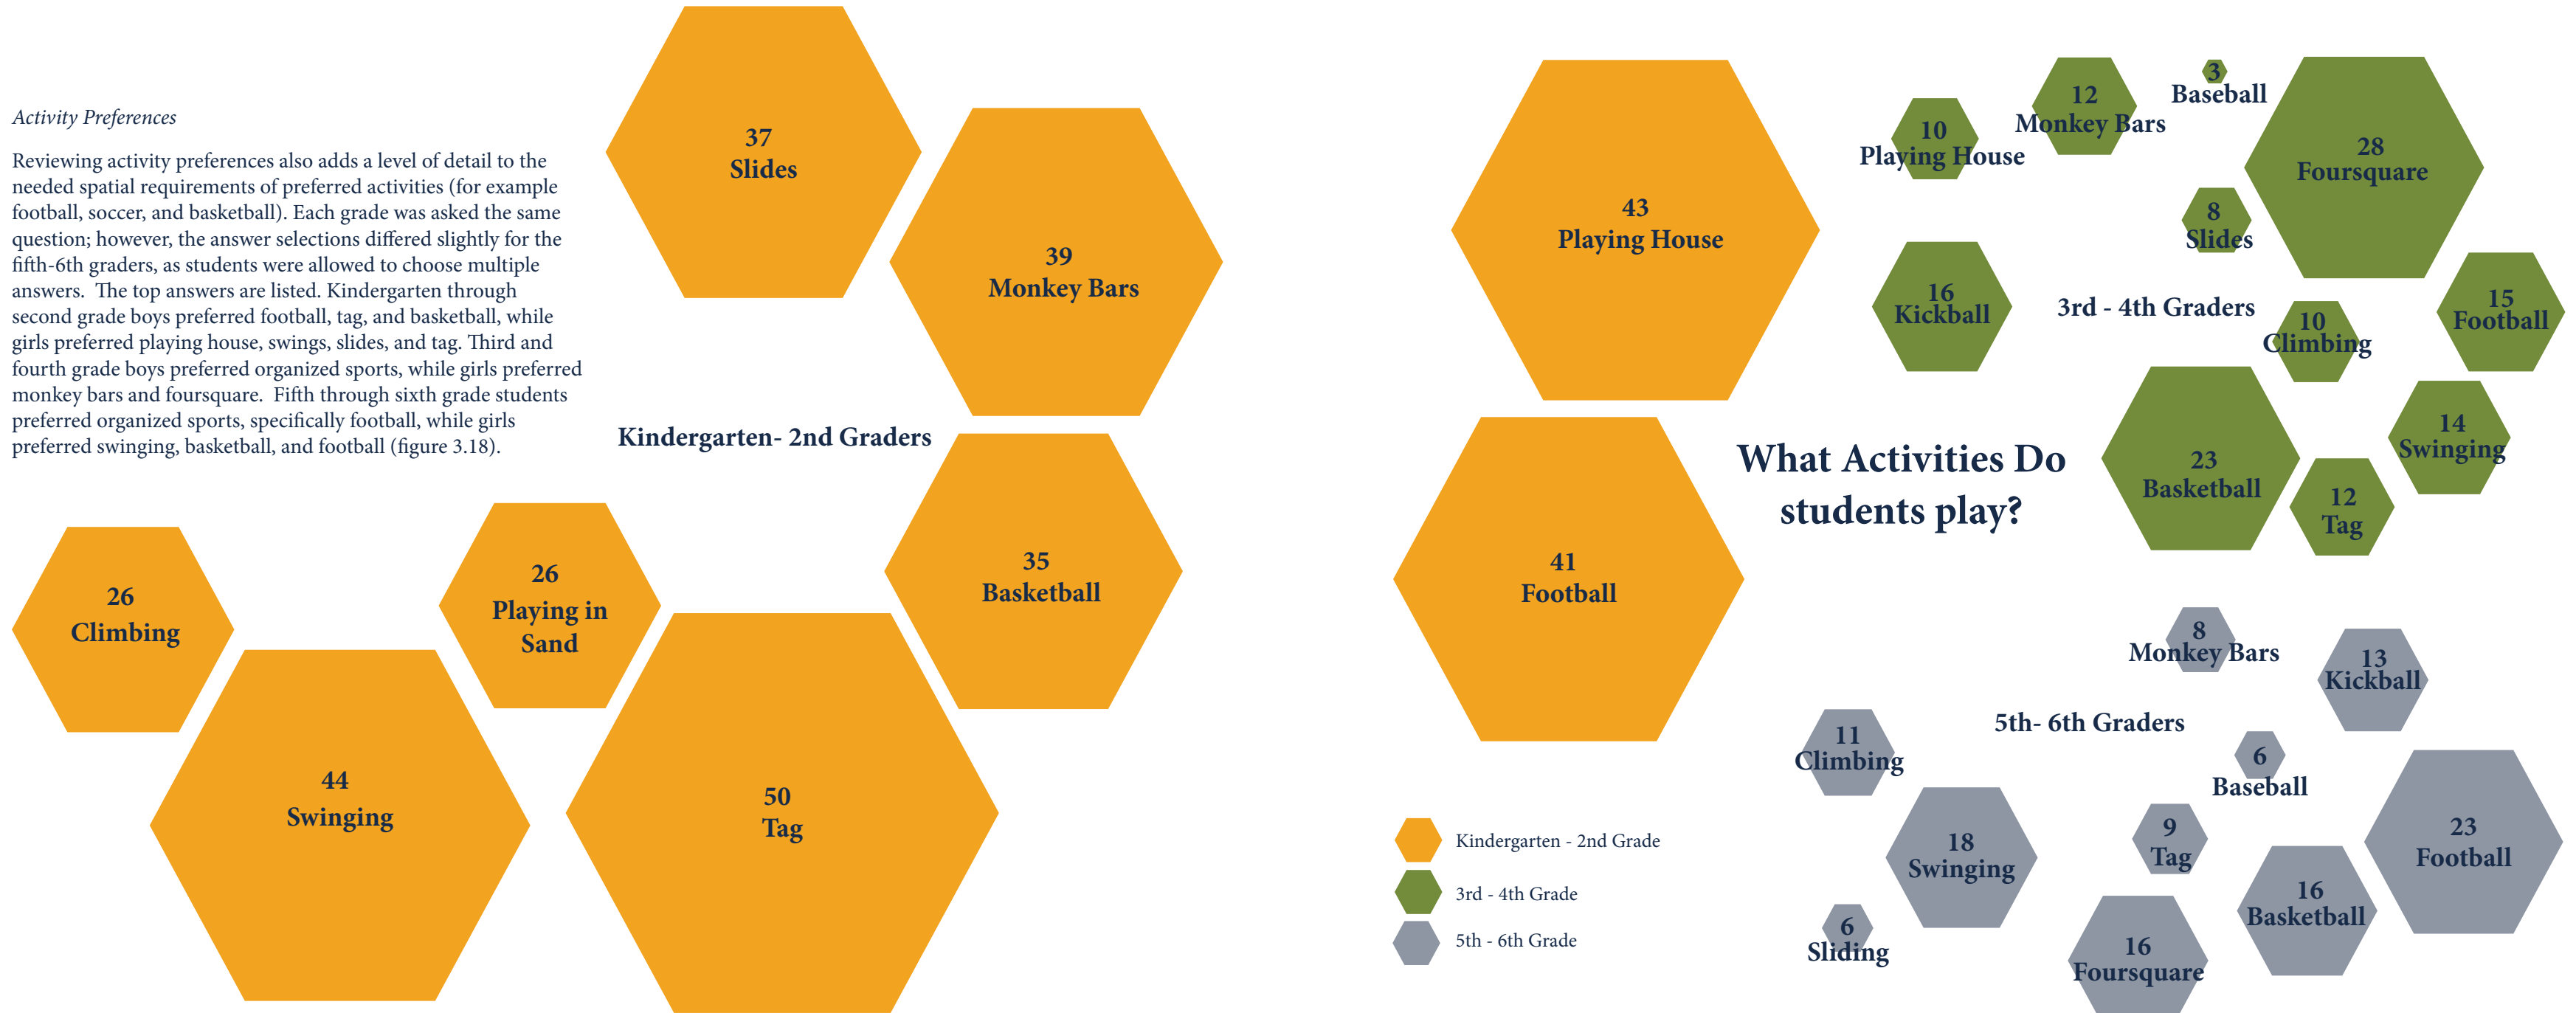 Activity Preferences
Reviewing activity preferences also adds a level of detail to the
needed spatial requirements of preferred activities (for example
football, soccer, and basketball). Each grade was asked the same
question; however, the answer selections differed slightly for the
fifth-6th graders, as students were allowed to choose multiple
answers.  The top answers are listed. Kindergarten through
second grade boys preferred football, tag, and basketball, while
girls preferred playing house, swings, slides, and tag. Third and
fourth grade boys preferred organized sports, while girls preferred
monkey bars and foursquare.  Fifth through sixth grade students
preferred organized sports, specifically football, while girls
preferred swinging, basketball, and football (figure 3.18).
37
Slides
39
Monkey Bars
Kindergarten- 2nd Graders
35
Basketball
26
Climbing
26
Playing in
Sand
44
Swinging
50
Tag
43
Playing House
41
Football
What Activities Do
students play?
10
Playing House
12
Monkey Bars
3
Baseball
28
Foursquare
8
Slides
16
Kickball
3rd - 4th Graders
10
Climbing
15
Football
23
Basketball
14
Swinging
12
Tag
8
Monkey Bars
13
Kickball
5th- 6th Graders
11
Climbing
6
Baseball
18
Swinging
9
Tag
23
Football
16
Basketball
6
Sliding
16
Foursquare
Kindergarten - 2nd Grade
3rd - 4th Grade
5th - 6th Grade